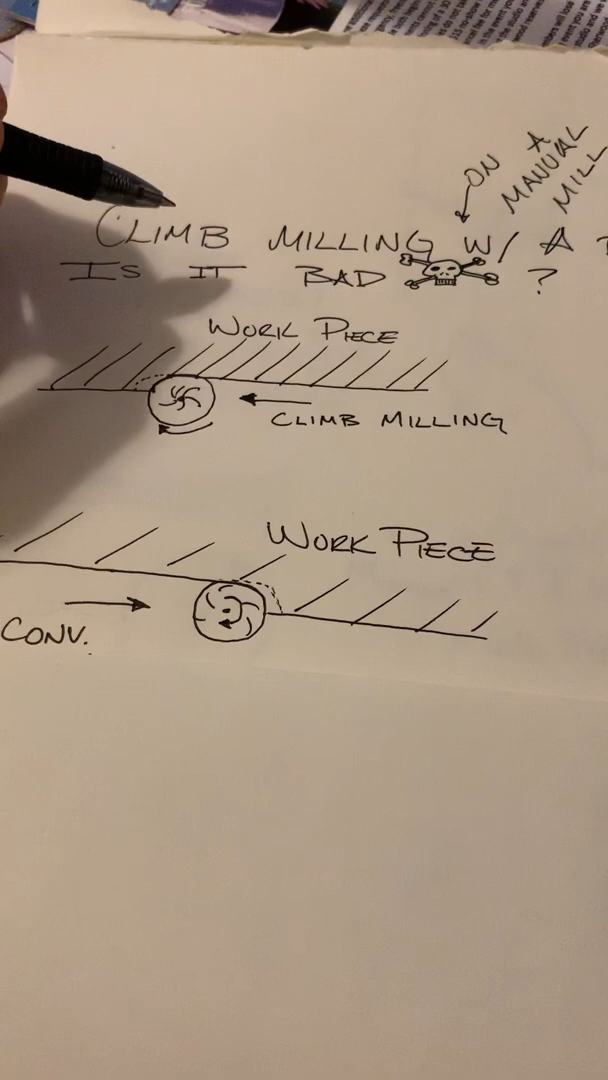 ON
A
MANUAL
MILL
CLIMB MILLING W/ A
IS IT BAD ?
WORK PIECE
CLIMB MILLING
WORK PIECE
CONV.